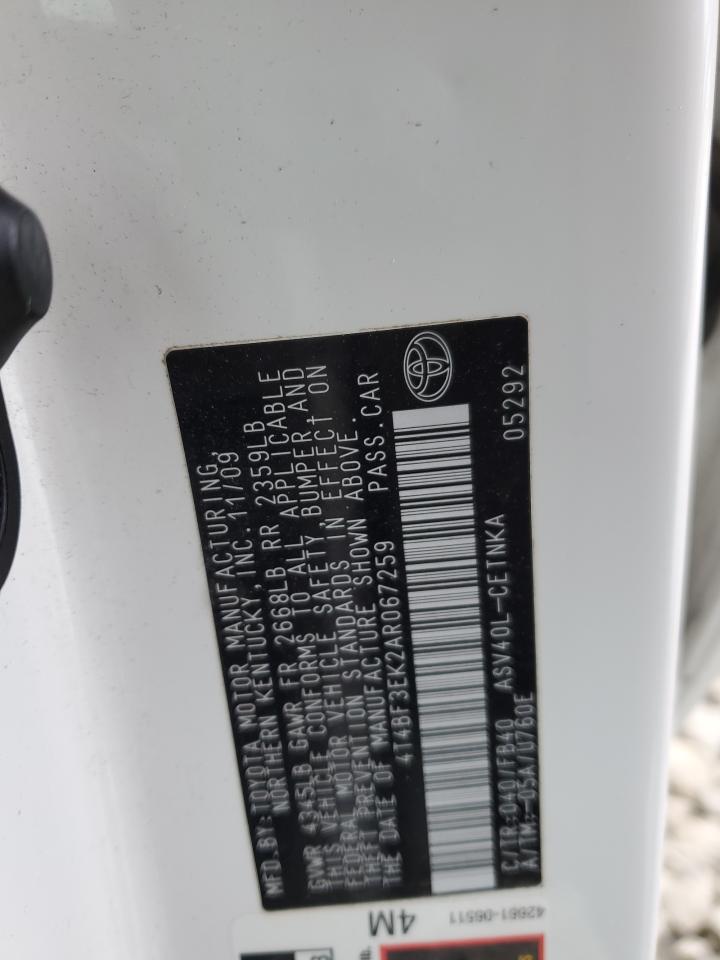 MFD. BY: TOYOTA MOTOR MANUFACTURING,
NORTHERN KENTUCKY, INC. 11/09
GVWR 4345LB GAWR FR 2668LB RR 2359LB
THIS VEHICLE CONFORMS TO ALL APPLICABLE
FEDERAL MOTOR VEHICLE SAFETY, BUMPER, AND
THEFT PREVENTION STANDARDS IN EFFECT ON
THE DATE OF MANUFACTURE SHOWN ABOVE.
4T4BF3EK2AR067259 PASS.CAR
C/TR:040/FB40 ASV40L-CETNKA
A/TM:-05A/U760E 05292
42661-06511
4M